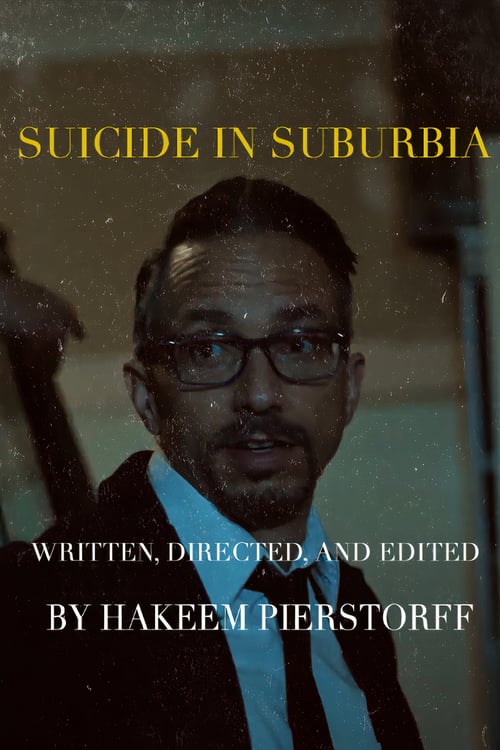 SUICIDE IN SUBURBIA
WRITTEN, DIRECTED, AND EDITED
BY HAKEEM PIERSTORFF